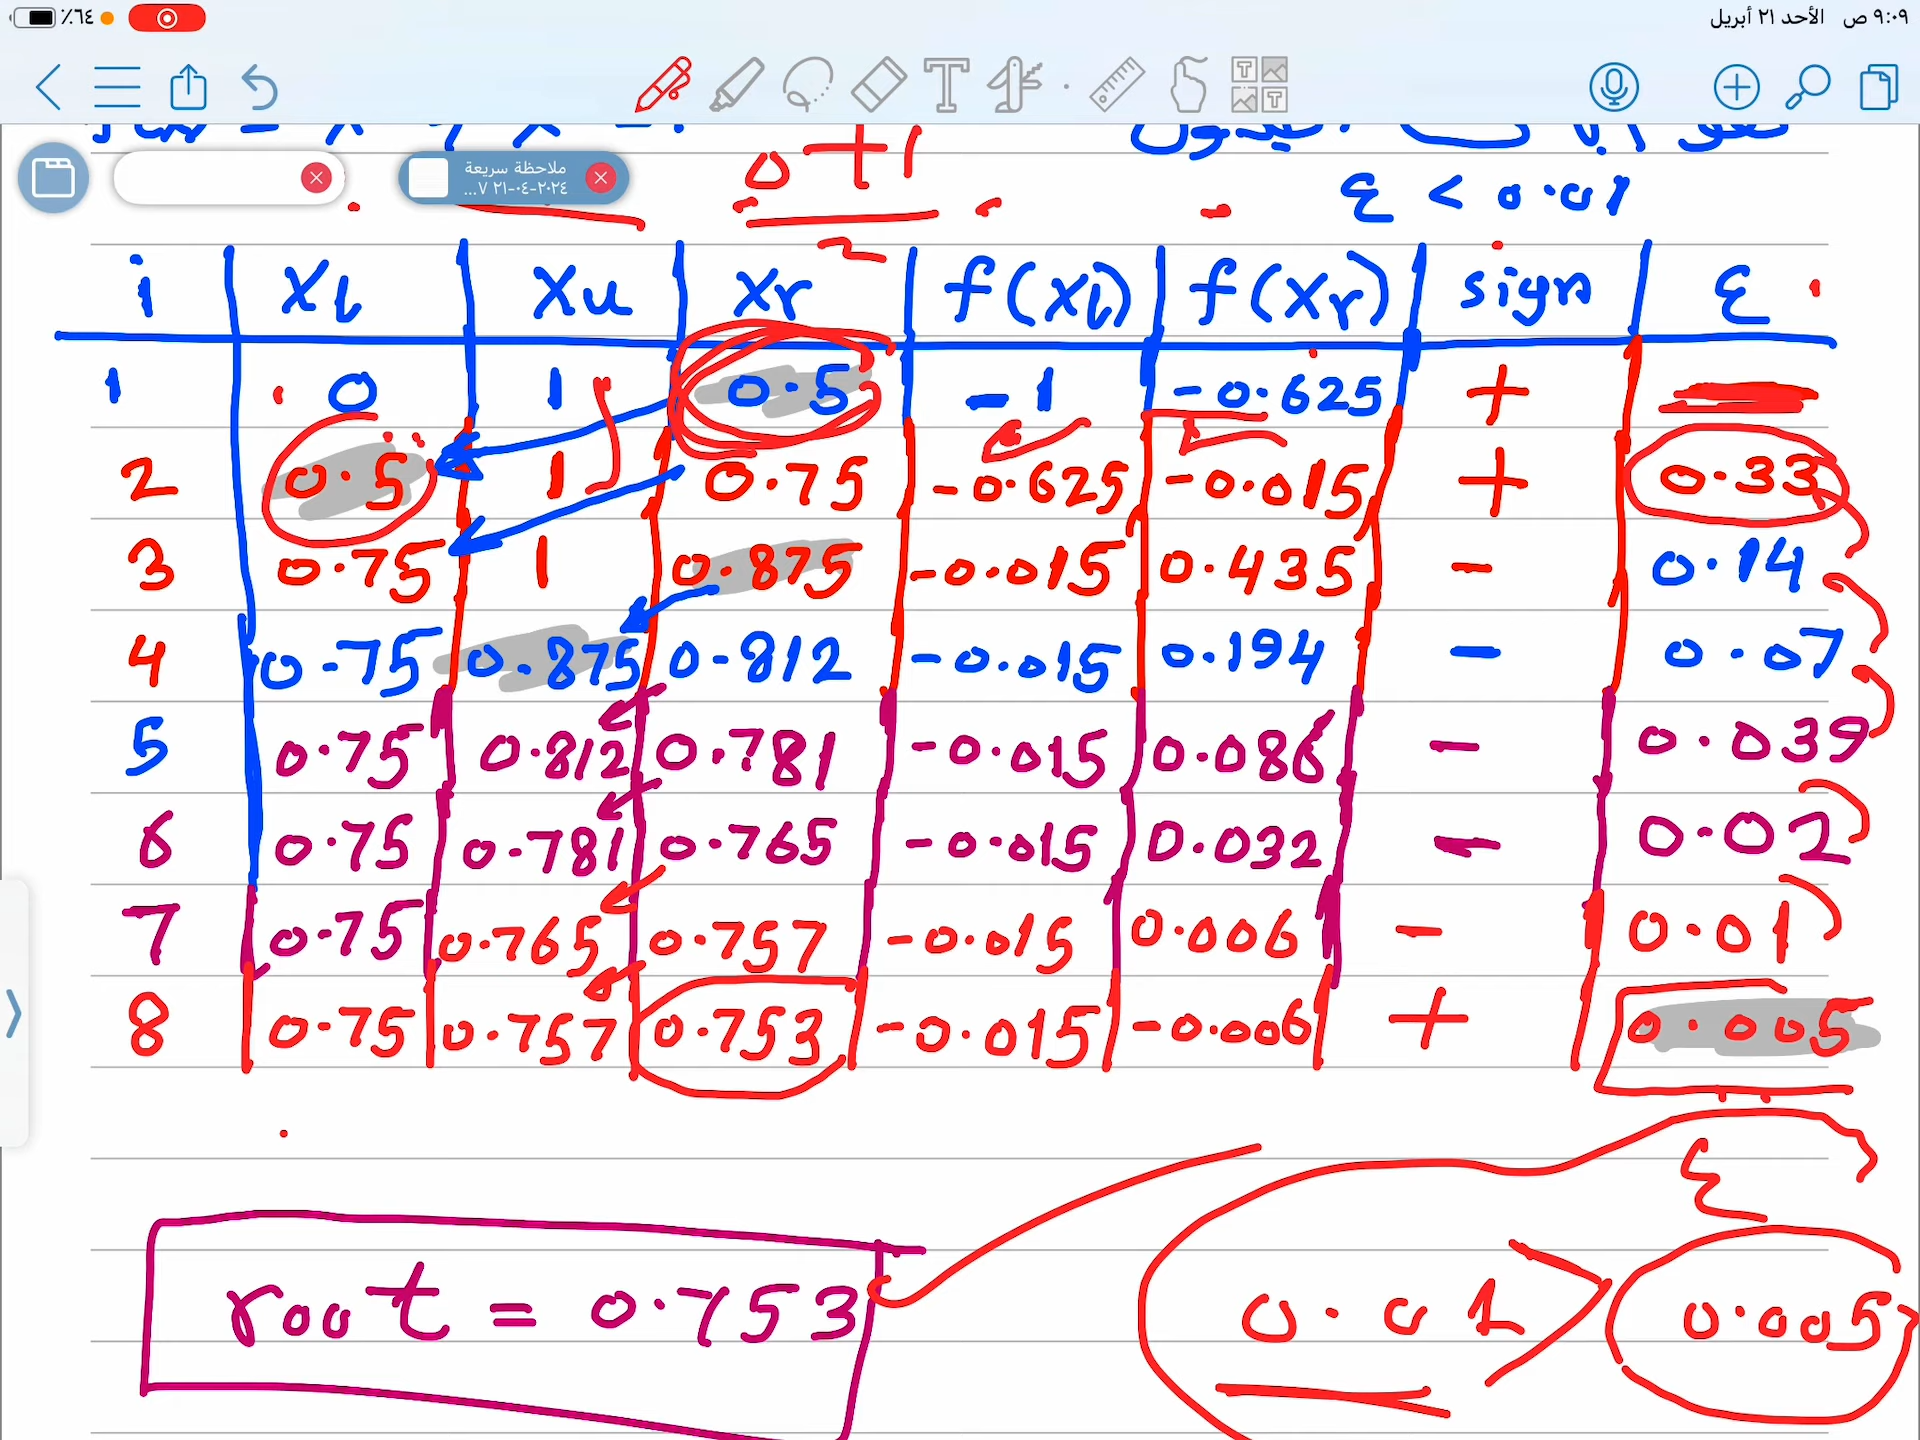 ٪٦٤
٩:٠٩ ص الأحد ٢١ أبريل
ملاحظة سريعة
٢٠٢٤-٠٤-٢١ ٧...
0 + 1
2
ε < 0.01
i xl xu xr f(xl) f(xr) sign ε
1 0 1 0.5 -1 -0.625 +
2 0.5 1 0.75 -0.625 -0.015 + 0.33
3 0.75 1 0.875 -0.015 0.435 - 0.14
4 0.75 0.875 0.812 -0.015 0.194 - 0.07
5 0.75 0.812 0.781 -0.015 0.086 - 0.039
6 0.75 0.781 0.765 -0.015 0.032 - 0.02
7 0.75 0.765 0.757 -0.015 0.006 - 0.01
8 0.75 0.757 0.753 -0.015 -0.006 + 0.005
ε
root = 0.753
0.01 > 0.005